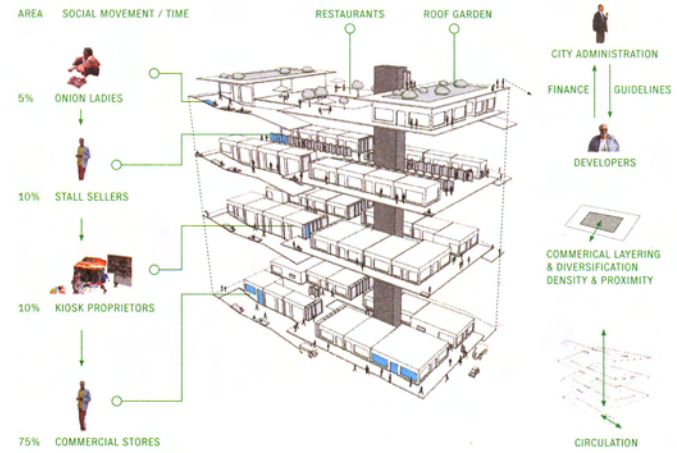 AREA SOCIAL MOVEMENT / TIME
RESTAURANTS
ROOF GARDEN
5% ONION LADIES
10% STALL SELLERS
10% KIOSK PROPRIETORS
75% COMMERCIAL STORES
CITY ADMINISTRATION
FINANCE GUIDELINES
DEVELOPERS
COMMERICAL LAYERING
& DIVERSIFICATION
DENSITY & PROXIMITY
CIRCULATION